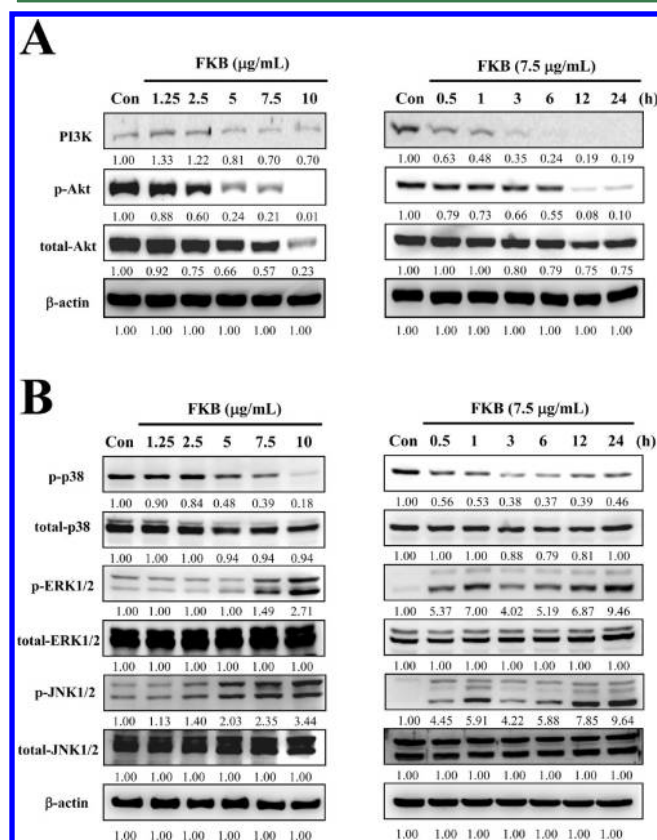 A
FKB (μg/mL)
Con 1.25 2.5 5 7.5 10
FKB (7.5 μg/mL)
Con 0.5 1 3 6 12 24 (h)
PI3K
1.00 1.33 1.22 0.81 0.70 0.70
1.00 0.63 0.48 0.35 0.24 0.19 0.19
p-Akt
1.00 0.88 0.60 0.24 0.21 0.01
1.00 0.79 0.73 0.66 0.55 0.08 0.10
total-Akt
1.00 0.92 0.75 0.66 0.57 0.23
1.00 1.00 1.00 0.80 0.79 0.75 0.75
β-actin
1.00 1.00 1.00 1.00 1.00 1.00
1.00 1.00 1.00 1.00 1.00 1.00 1.00
B
FKB (μg/mL)
Con 1.25 2.5 5 7.5 10
FKB (7.5 μg/mL)
Con 0.5 1 3 6 12 24 (h)
p-p38
1.00 0.90 0.84 0.48 0.39 0.18
1.00 0.56 0.53 0.38 0.37 0.39 0.46
total-p38
1.00 1.00 1.00 0.94 0.94 0.94
1.00 1.00 1.00 0.88 0.79 0.81 1.00
p-ERK1/2
1.00 1.00 1.00 1.00 1.49 2.71
1.00 5.37 7.00 4.02 5.19 6.87 9.46
total-ERK1/2
1.00 1.00 1.00 1.00 1.00 1.00
1.00 1.00 1.00 1.00 1.00 1.00 1.00
p-JNK1/2
1.00 1.13 1.40 2.03 2.35 3.44
1.00 4.45 5.91 4.22 5.88 7.85 9.64
total-JNK1/2
1.00 1.00 1.00 1.00 1.00 1.00
1.00 1.00 1.00 1.00 1.00 1.00 1.00
β-actin
1.00 1.00 1.00 1.00 1.00 1.00
1.00 1.00 1.00 1.00 1.00 1.00 1.00